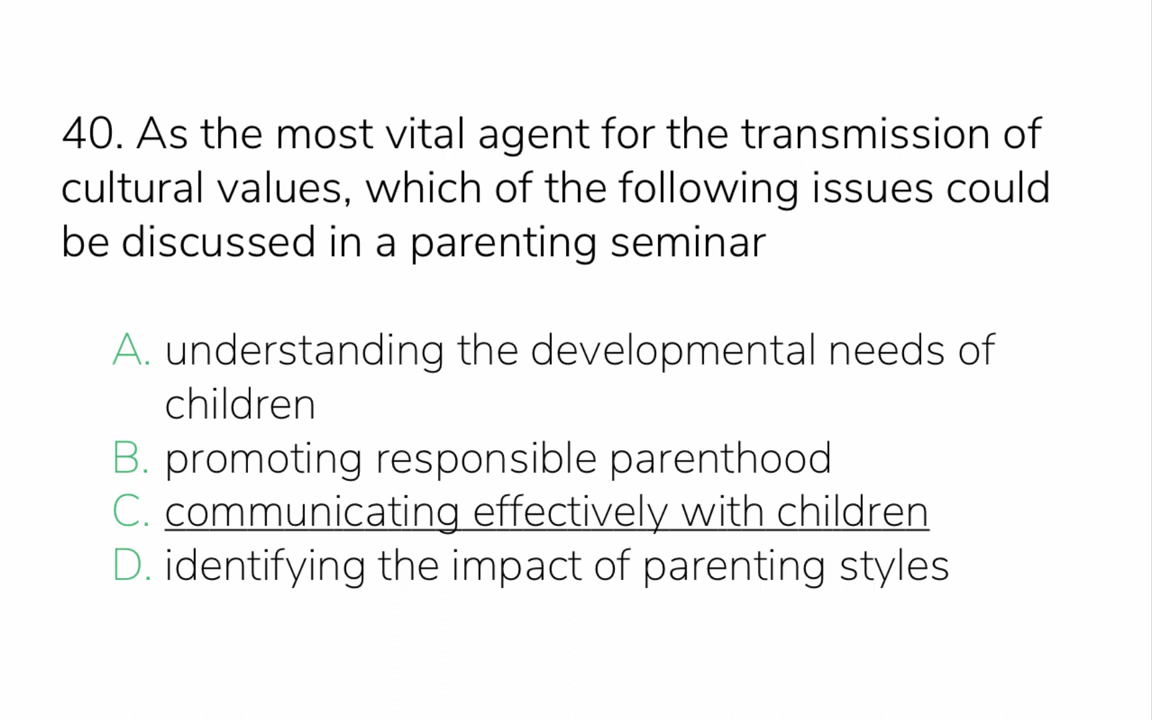 40. As the most vital agent for the transmission of
cultural values, which of the following issues could
be discussed in a parenting seminar
A. understanding the developmental needs of
children
B. promoting responsible parenthood
C. communicating effectively with children
D. identifying the impact of parenting styles